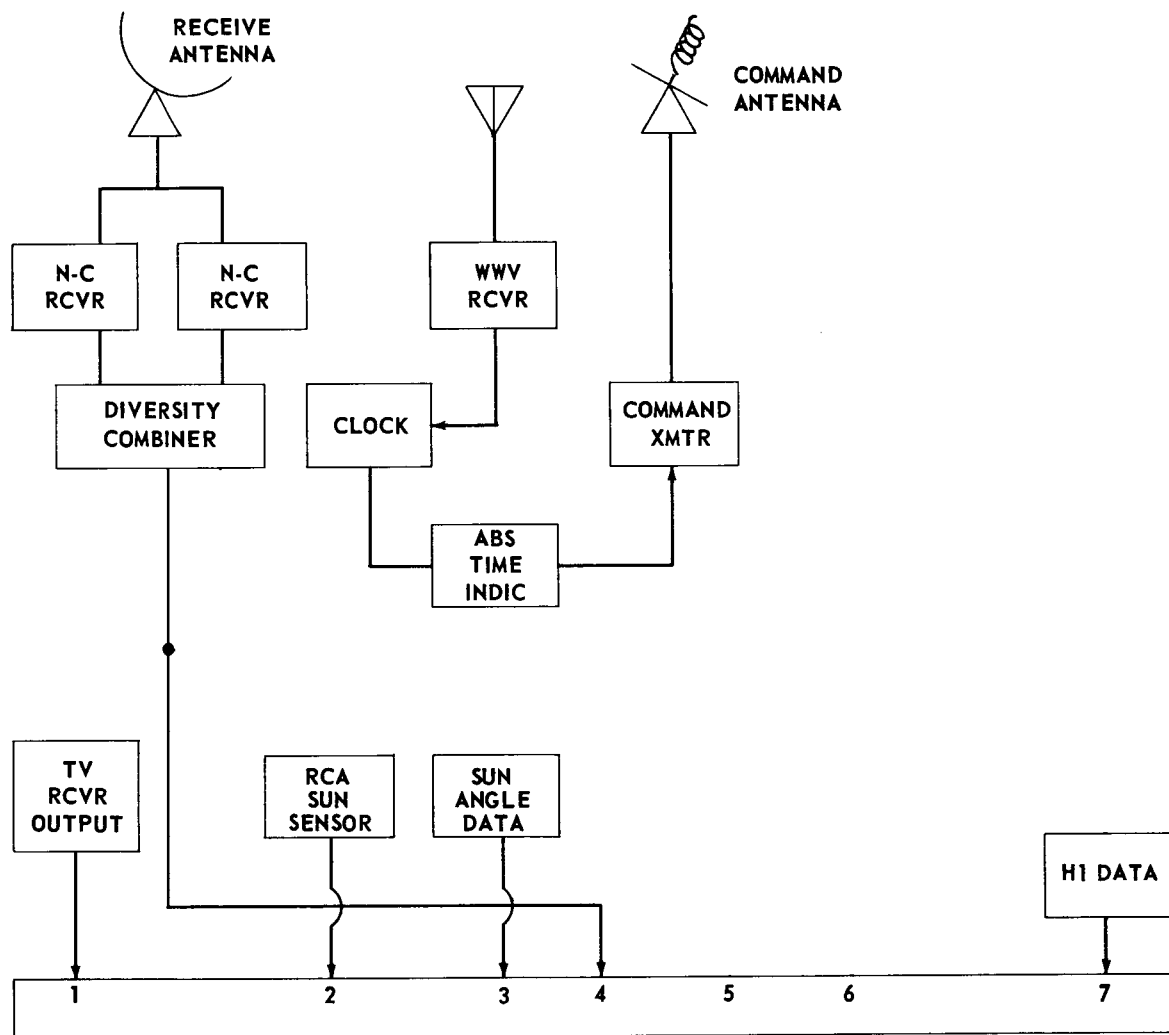 RECEIVE
ANTENNA
COMMAND
ANTENNA
N-C
RCVR
N-C
RCVR
WWV
RCVR
DIVERSITY
COMBINER
CLOCK
COMMAND
XMTR
ABS
TIME
INDIC
TV
RCVR
OUTPUT
RCA
SUN
SENSOR
SUN
ANGLE
DATA
H1 DATA
1 2 3 4 5 6 7